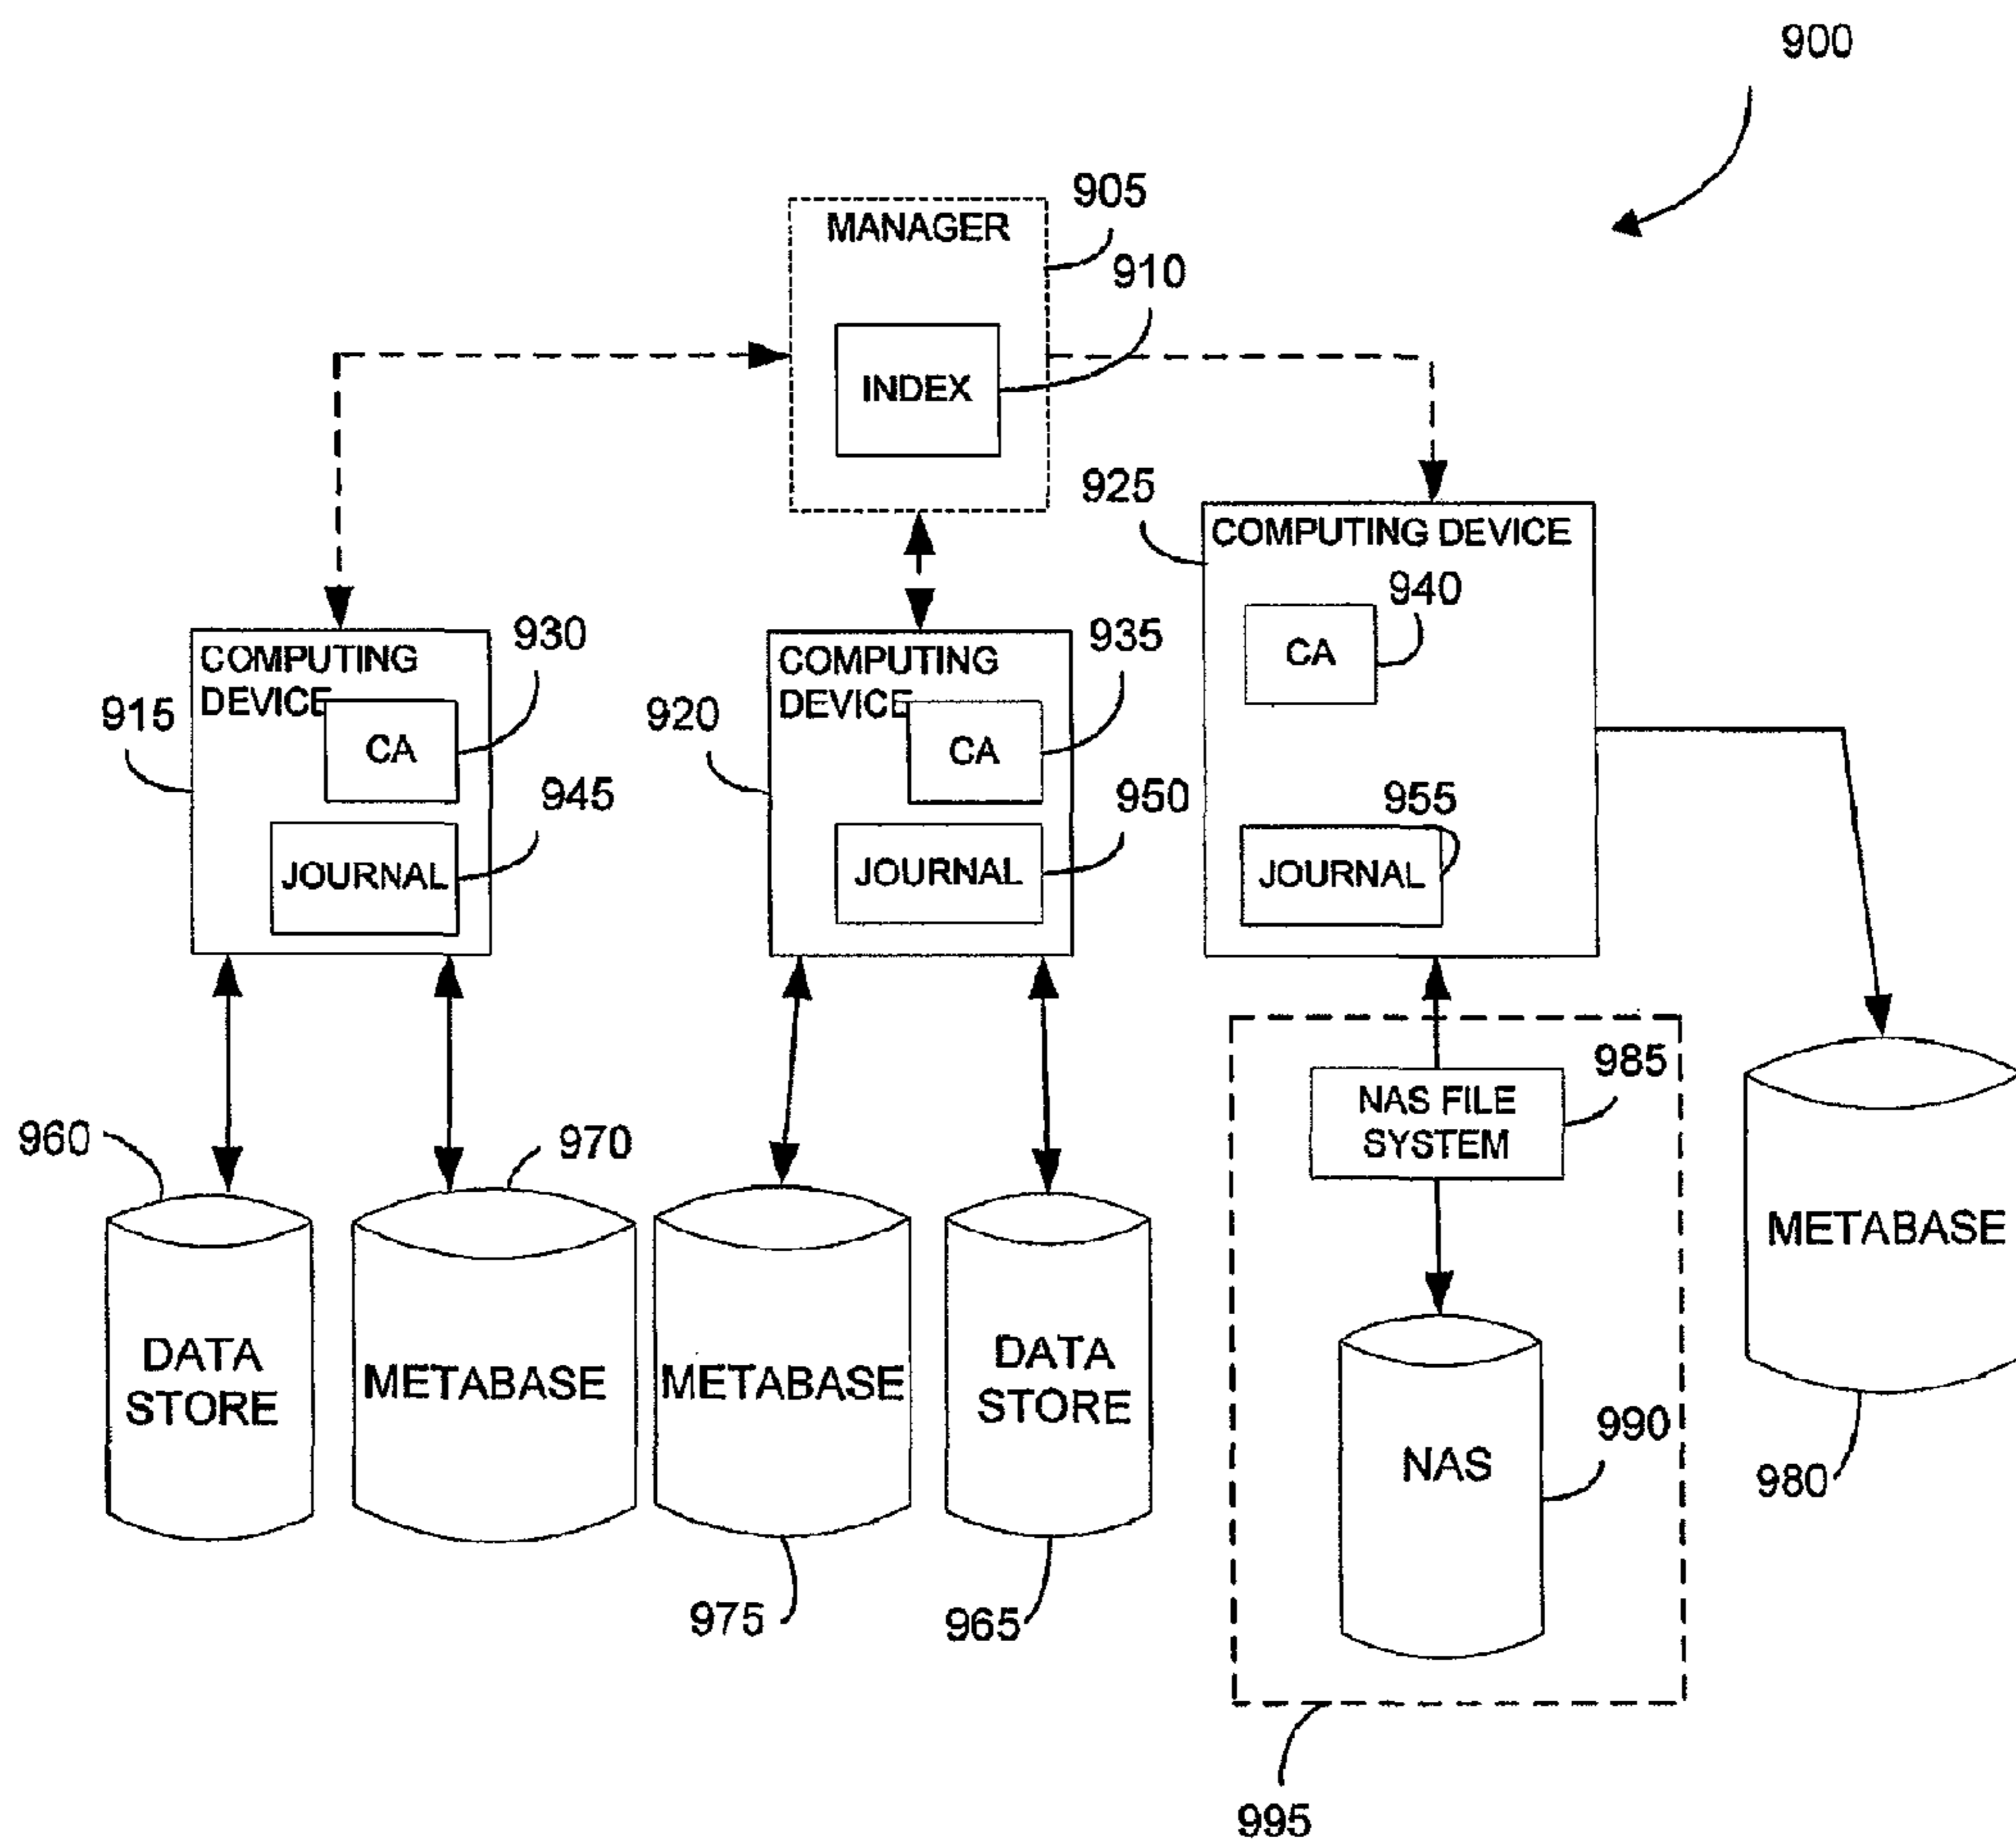 900
905
MANAGER
910
INDEX
925
COMPUTING DEVICE
940
CA
930
935
COMPUTING
DEVICE
COMPUTING
DEVICE
915
920
CA
CA
945
950
955
JOURNAL
JOURNAL
JOURNAL
985
NAS FILE
SYSTEM
960
970
METABASE
DATA
STORE
METABASE
METABASE
DATA
STORE
990
NAS
980
975
965
995